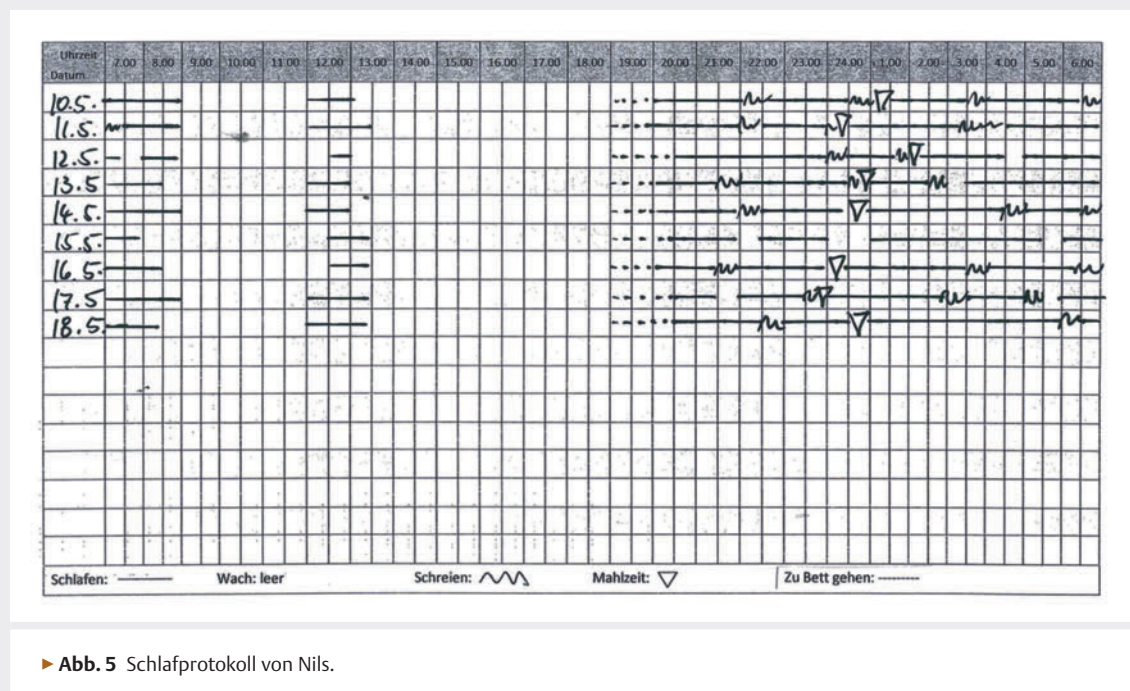 Uhrzeit 7.00 8.00 9.00 10.00 11.00 12.00 13.00 14.00 15.00 16.00 17.00 18.00 19.00 20.00 21.00 22.00 23.00 24.00 1.00 2.00 3.00 4.00 5.00 6.00
Datum
10.5.
11.5.
12.5.
13.5
14.5.
15.5.
16.5.
17.5
18.5.
Schlafen: Wach: leer Schreien: Mahlzeit: Zu Bett gehen: ---------
▶ Abb. 5 Schlafprotokoll von Nils.